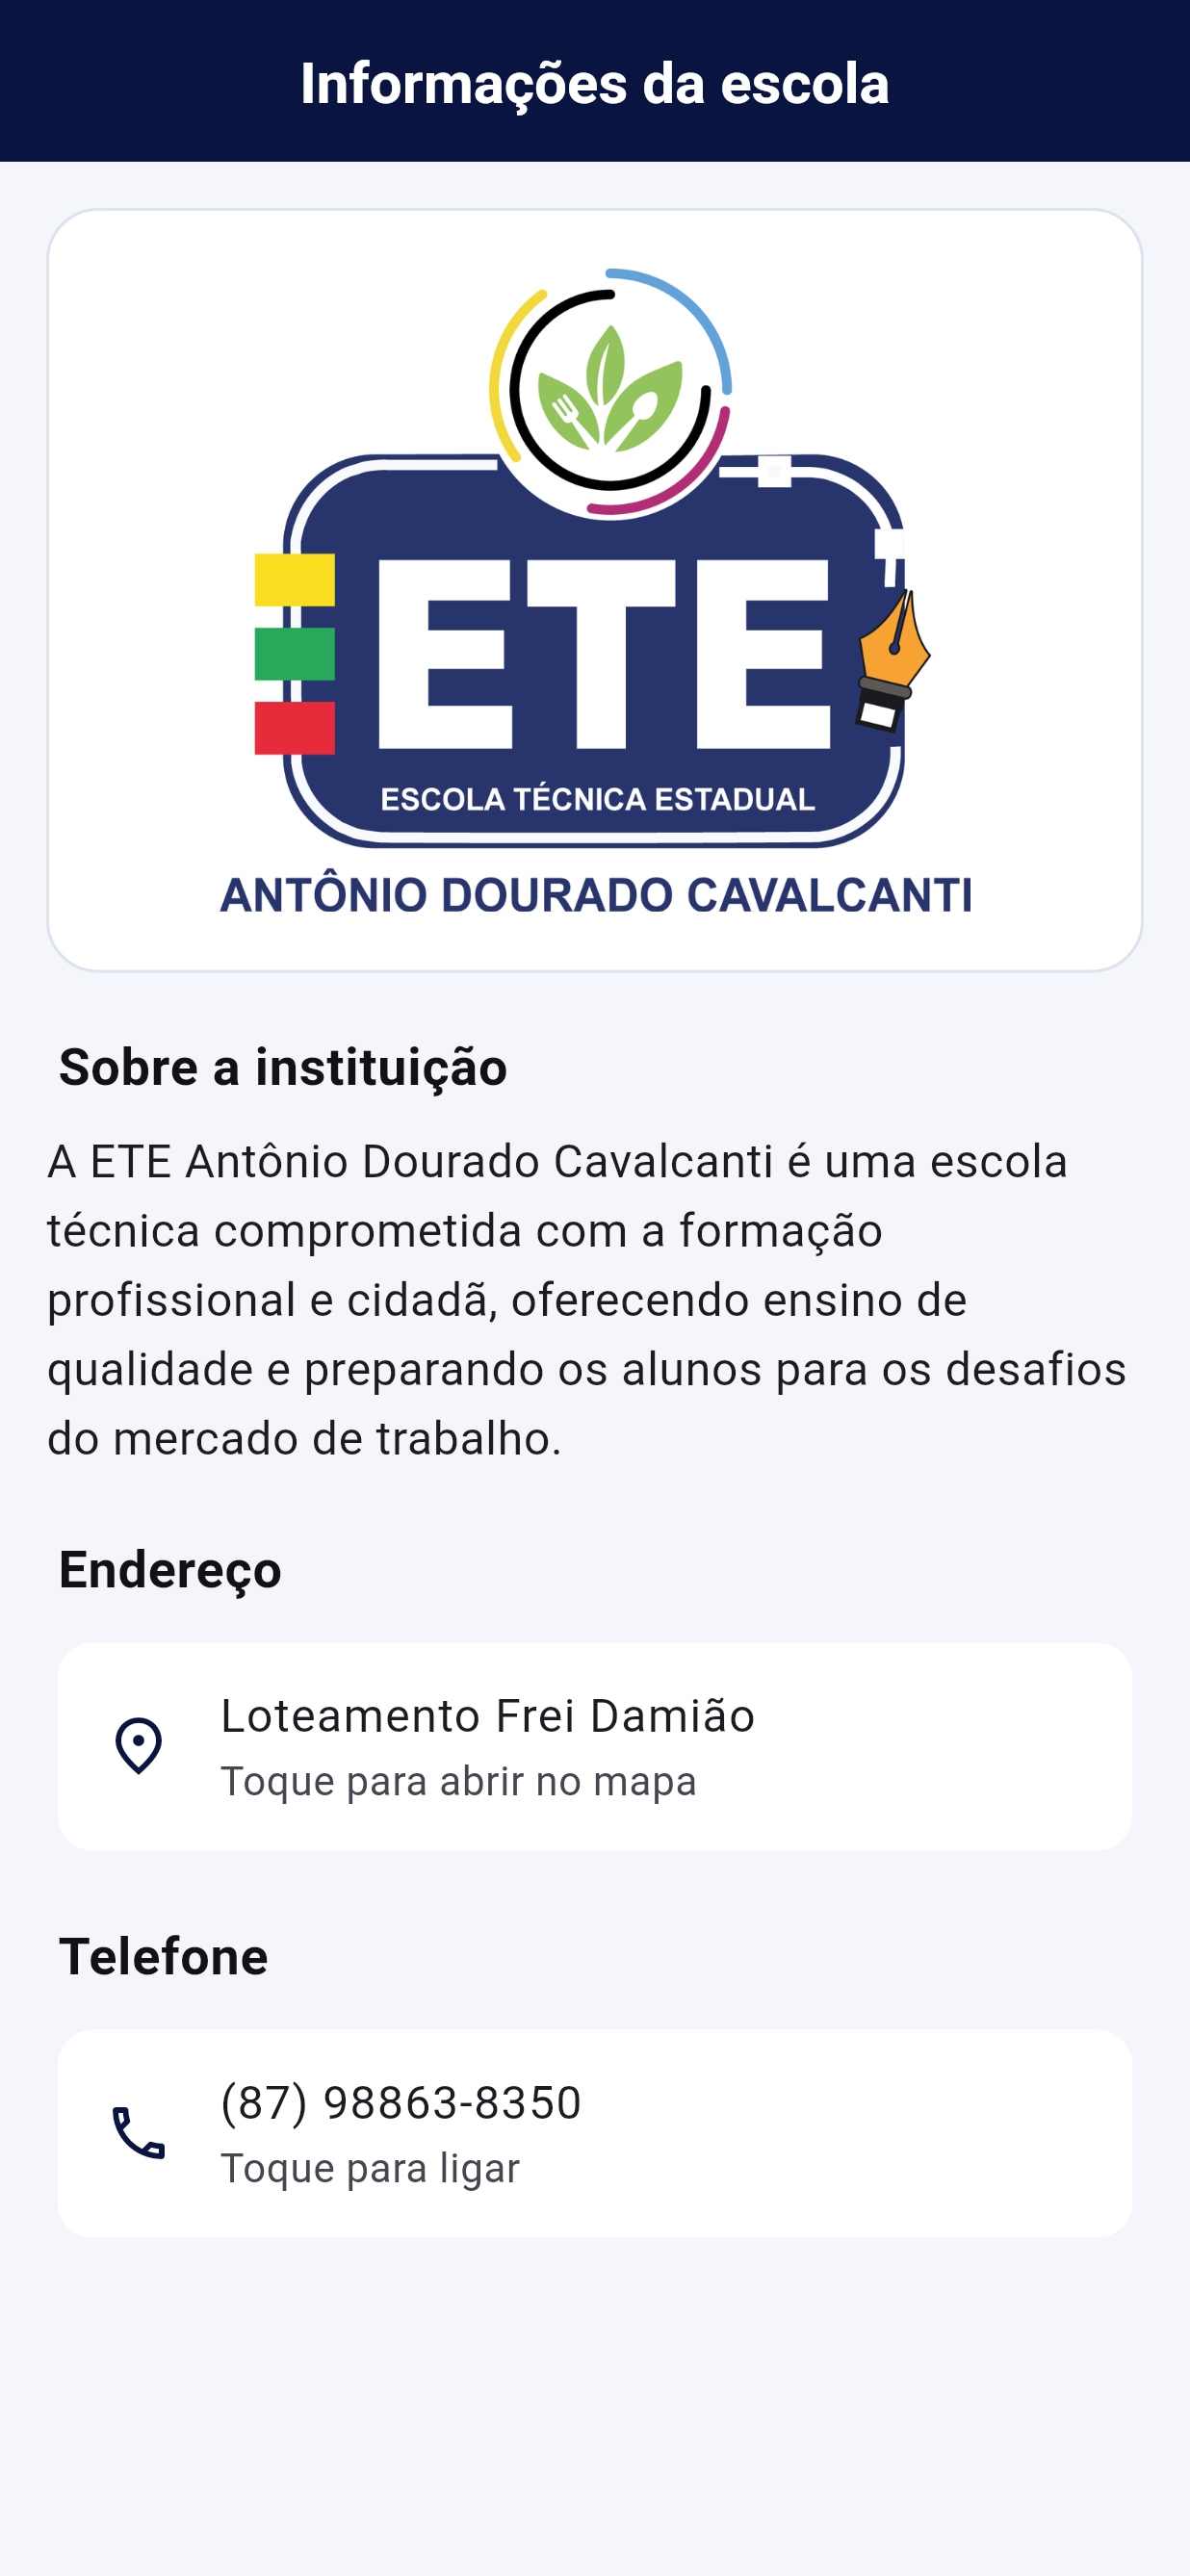 Informações da escola
ETE
ESCOLA TÉCNICA ESTADUAL
ANTÔNIO DOURADO CAVALCANTI
Sobre a instituição
A ETE Antônio Dourado Cavalcanti é uma escola
técnica comprometida com a formação
profissional e cidadã, oferecendo ensino de
qualidade e preparando os alunos para os desafios
do mercado de trabalho.
Endereço
Loteamento Frei Damião
Toque para abrir no mapa
Telefone
(87) 98863-8350
Toque para ligar